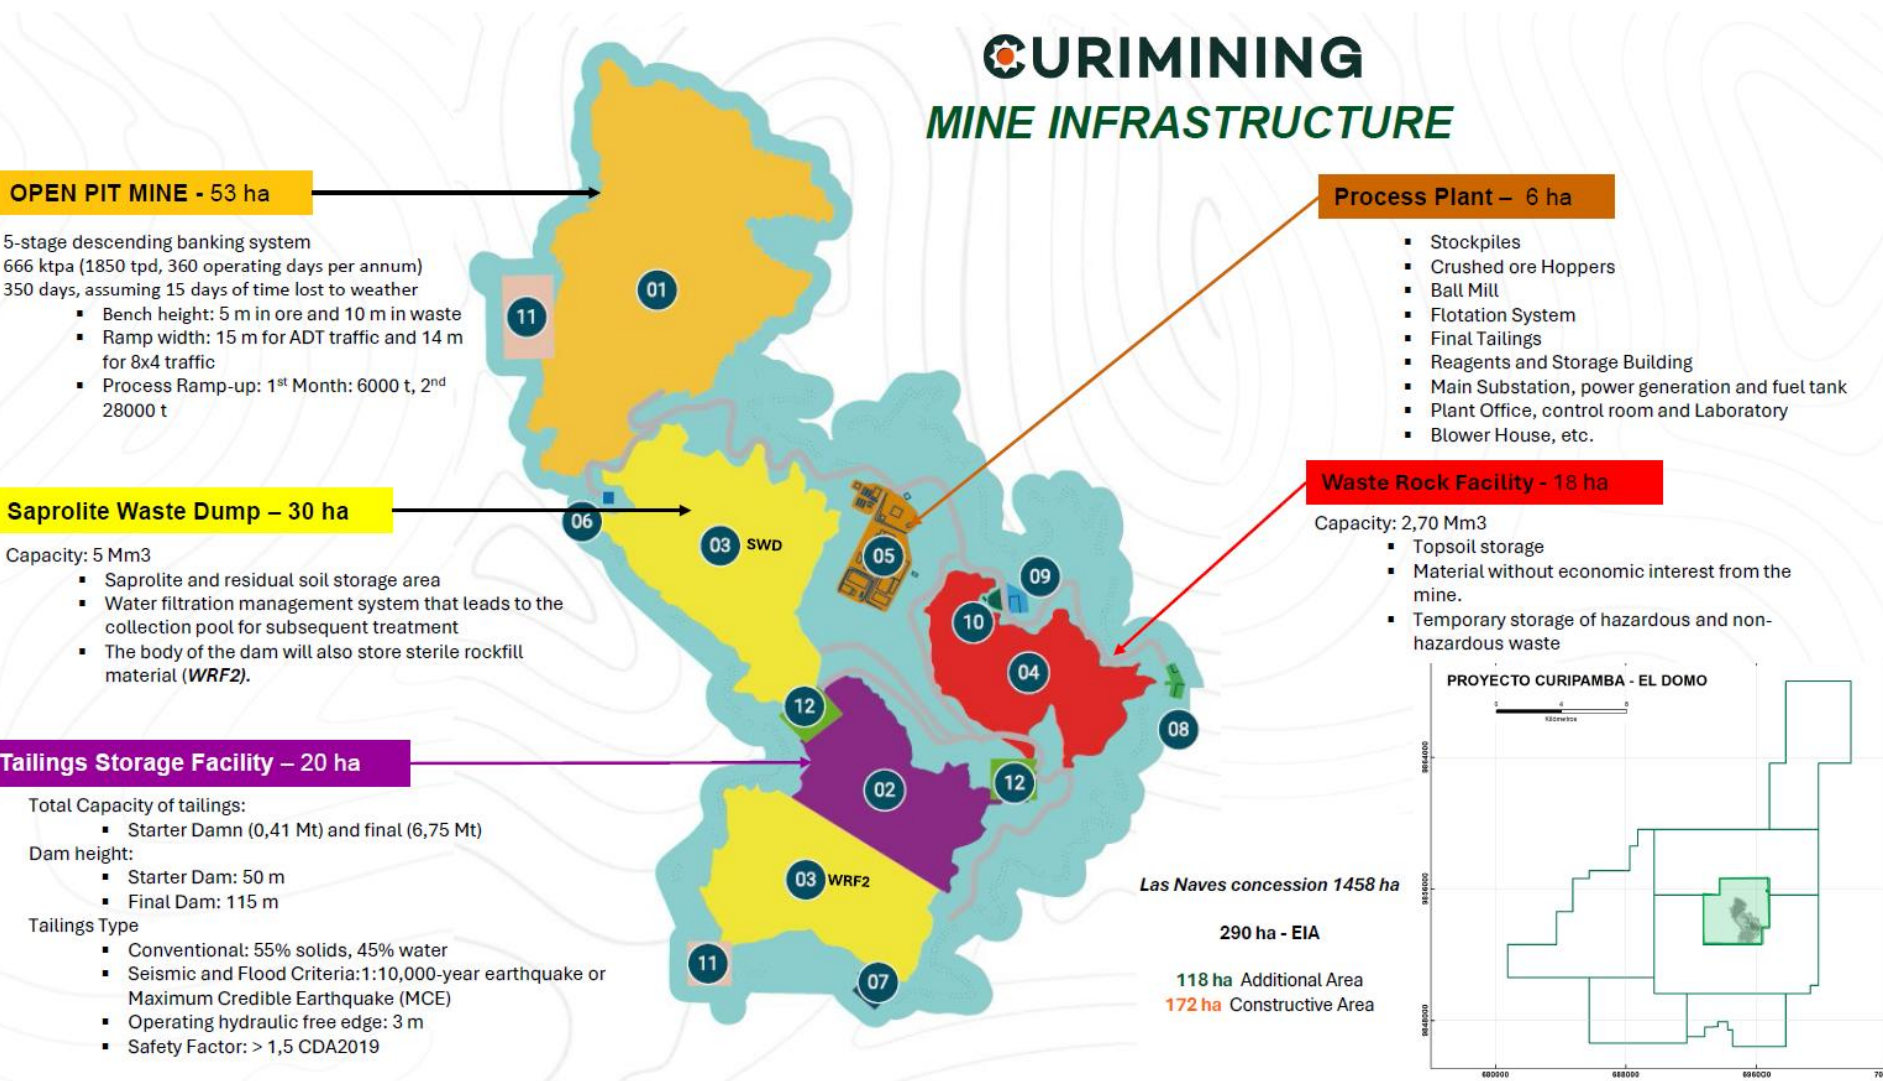 CURIMINING
MINE INFRASTRUCTURE
OPEN PIT MINE - 53 ha
5-stage descending banking system
666 ktpa (1850 tpd, 360 operating days per annum)
350 days, assuming 15 days of time lost to weather
▪ Bench height: 5 m in ore and 10 m in waste
▪ Ramp width: 15 m for ADT traffic and 14 m
for 8x4 traffic
▪ Process Ramp-up: 1st Month: 6000 t, 2nd
28000 t
Saprolite Waste Dump – 30 ha
Capacity: 5 Mm3
▪ Saprolite and residual soil storage area
▪ Water filtration management system that leads to the
collection pool for subsequent treatment
▪ The body of the dam will also store sterile rockfill
material (WRF2).
Tailings Storage Facility – 20 ha
Total Capacity of tailings:
▪ Starter Damn (0,41 Mt) and final (6,75 Mt)
Dam height:
▪ Starter Dam: 50 m
▪ Final Dam: 115 m
Tailings Type
▪ Conventional: 55% solids, 45% water
▪ Seismic and Flood Criteria:1:10,000-year earthquake or
Maximum Credible Earthquake (MCE)
▪ Operating hydraulic free edge: 3 m
▪ Safety Factor: > 1,5 CDA2019
01
11
06
03 SWD
05
09
10
04
12
08
12
02
03 WRF2
11
07
Process Plant – 6 ha
▪ Stockpiles
▪ Crushed ore Hoppers
▪ Ball Mill
▪ Flotation System
▪ Final Tailings
▪ Reagents and Storage Building
▪ Main Substation, power generation and fuel tank
▪ Plant Office, control room and Laboratory
▪ Blower House, etc.
Waste Rock Facility - 18 ha
Capacity: 2,70 Mm3
▪ Topsoil storage
▪ Material without economic interest from the
mine.
▪ Temporary storage of hazardous and non-
hazardous waste
Las Naves concession 1458 ha
290 ha - EIA
118 ha Additional Area
172 ha Constructive Area
PROYECTO CURIPAMBA - EL DOMO
0 4 8
Kilómetros
9864000
9856000
9848000
680000
688000
696000
70